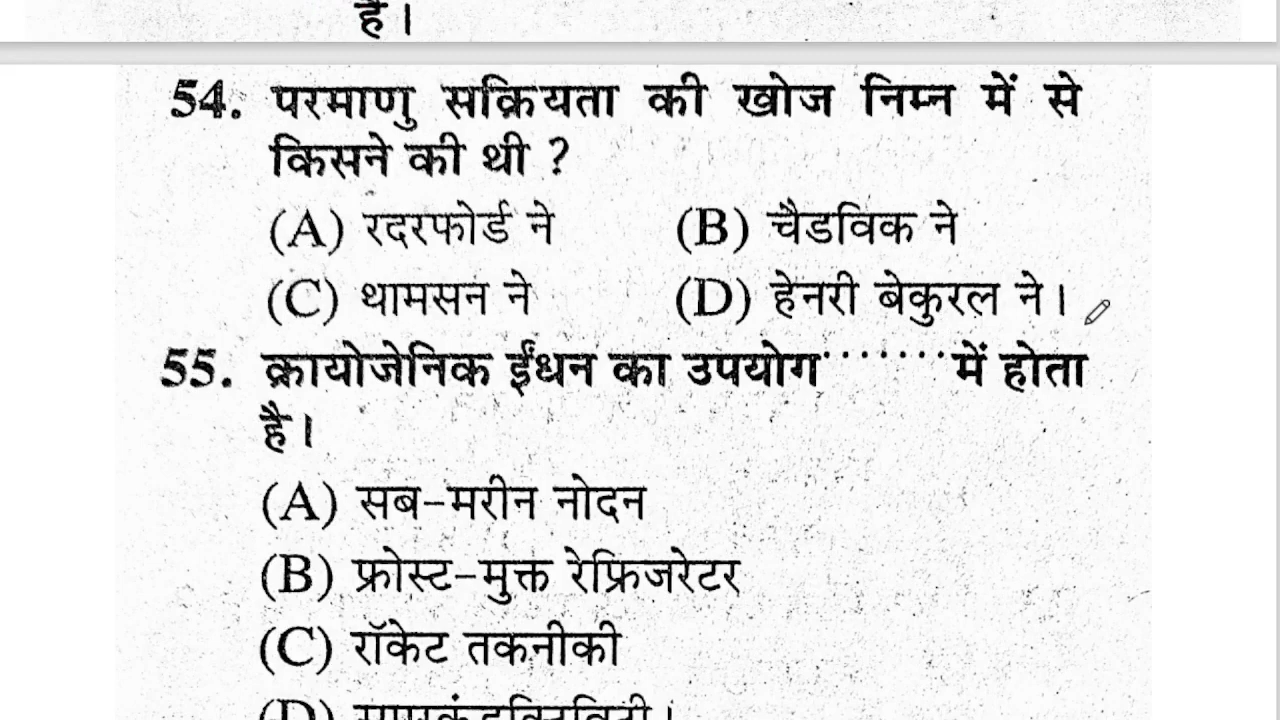 है।
54. परमाणु सक्रियता की खोज निम्न में से
किसने की थी ?
(A) रदरफोर्ड ने (B) चैडविक ने
(C) थामसन ने (D) हेनरी बेकुरल ने।
55. क्रायोजेनिक ईंधन का उपयोग.......में होता
है।
(A) सब-मरीन नोदन
(B) फ्रोस्ट-मुक्त रेफ्रिजरेटर
(C) रॉकेट तकनीकी
(D)